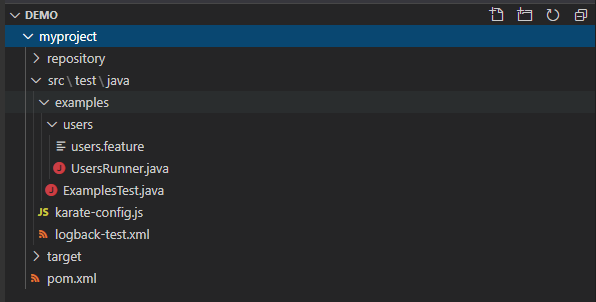 DEMO
myproject
repository
src\test\java
examples
users
users.feature
UsersRunner.java
ExamplesTest.java
JS karate-config.js
logback-test.xml
target
pom.xml